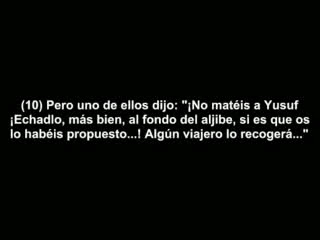 (10) Pero uno de ellos dijo: "¡No matéis a Yusuf
¡Echadlo, más bien, al fondo del aljibe, si es que os
lo habéis propuesto...! Algún viajero lo recogerá..."